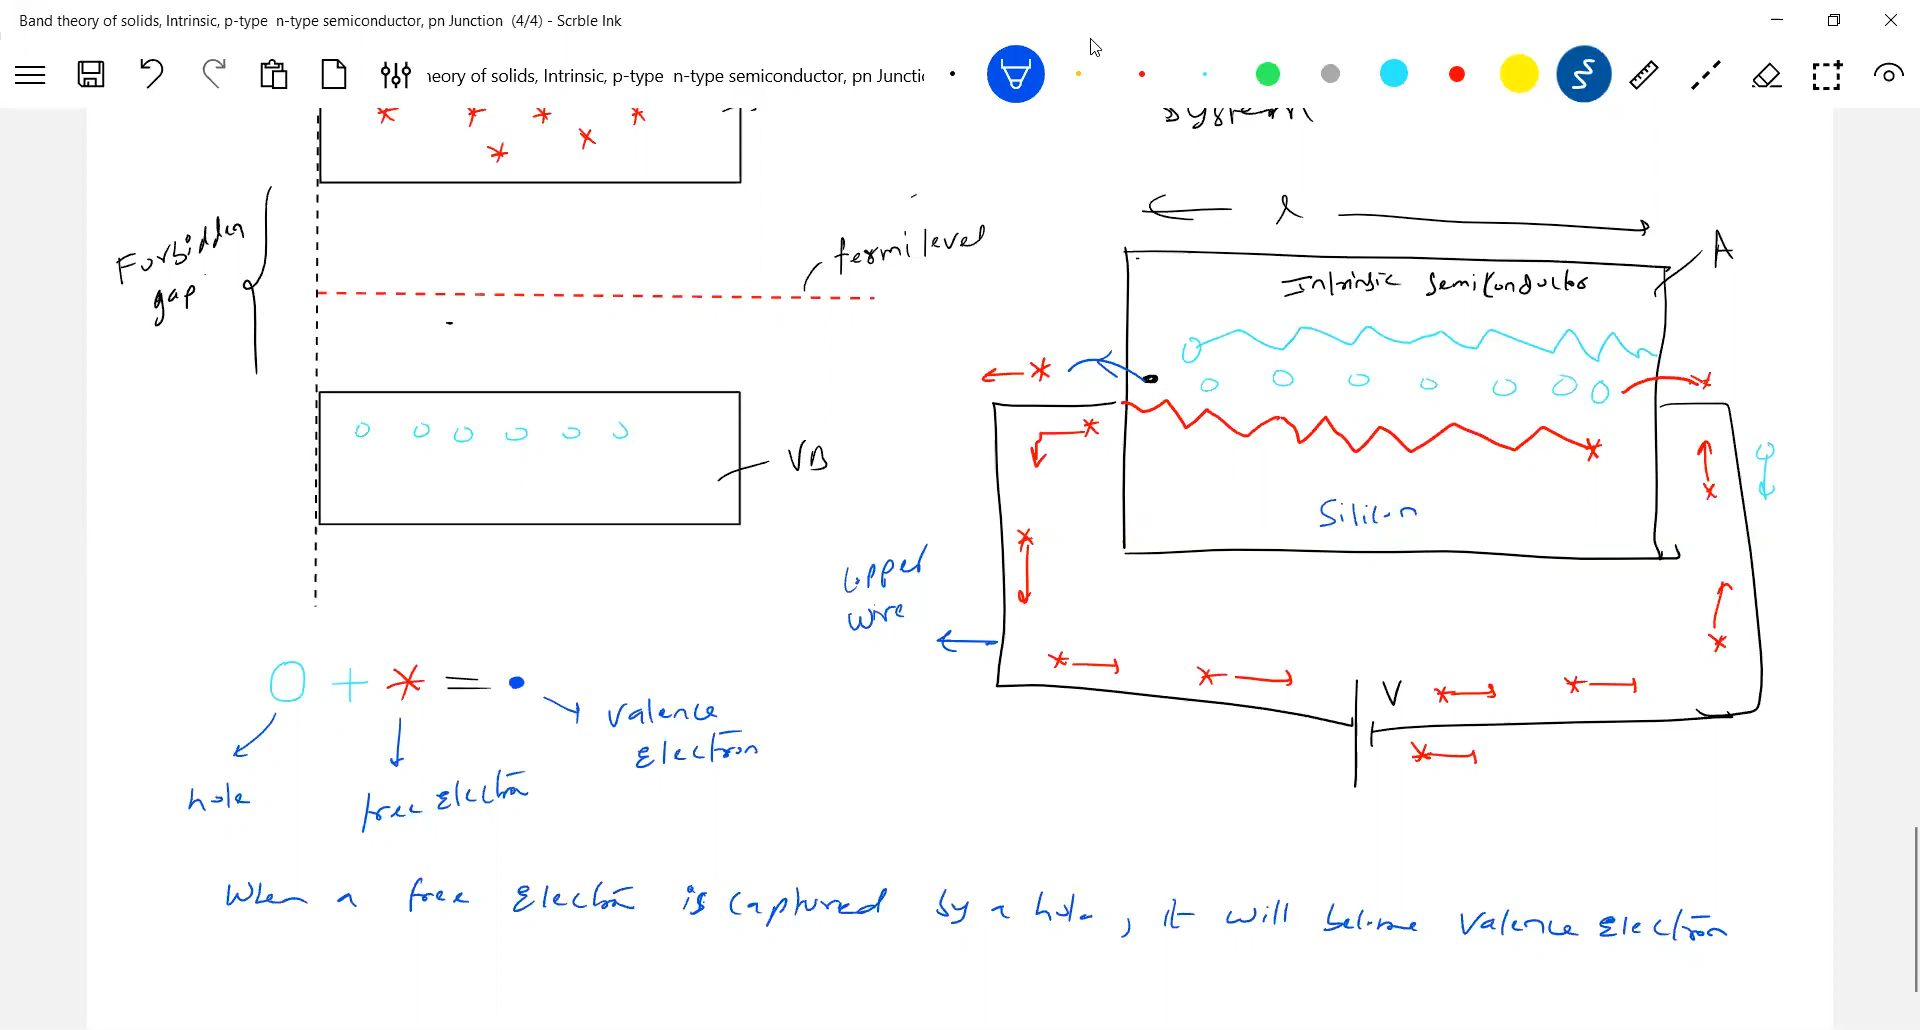 Band theory of solids, Intrinsic, p-type n-type semiconductor, pn Junction (4/4) - Scrble Ink
heory of solids, Intrinsic, p-type n-type semiconductor, pn Juncti
system
Forbidden
gap
fermi level
l
A
Intrinsic Semiconductor
VB
Silicon
Copper
wire
V
O + * = •
Valence
Electron
hole
free Electron
When a free Electron is captured by a hole, it will become Valence Electron